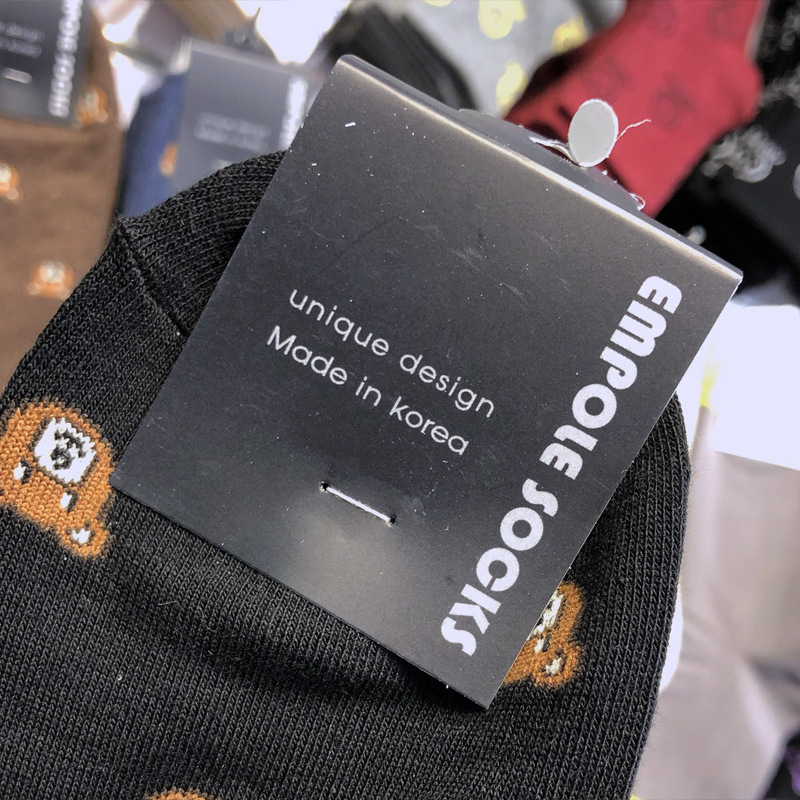 unique design
Made in korea
EMPOLE SOCKS